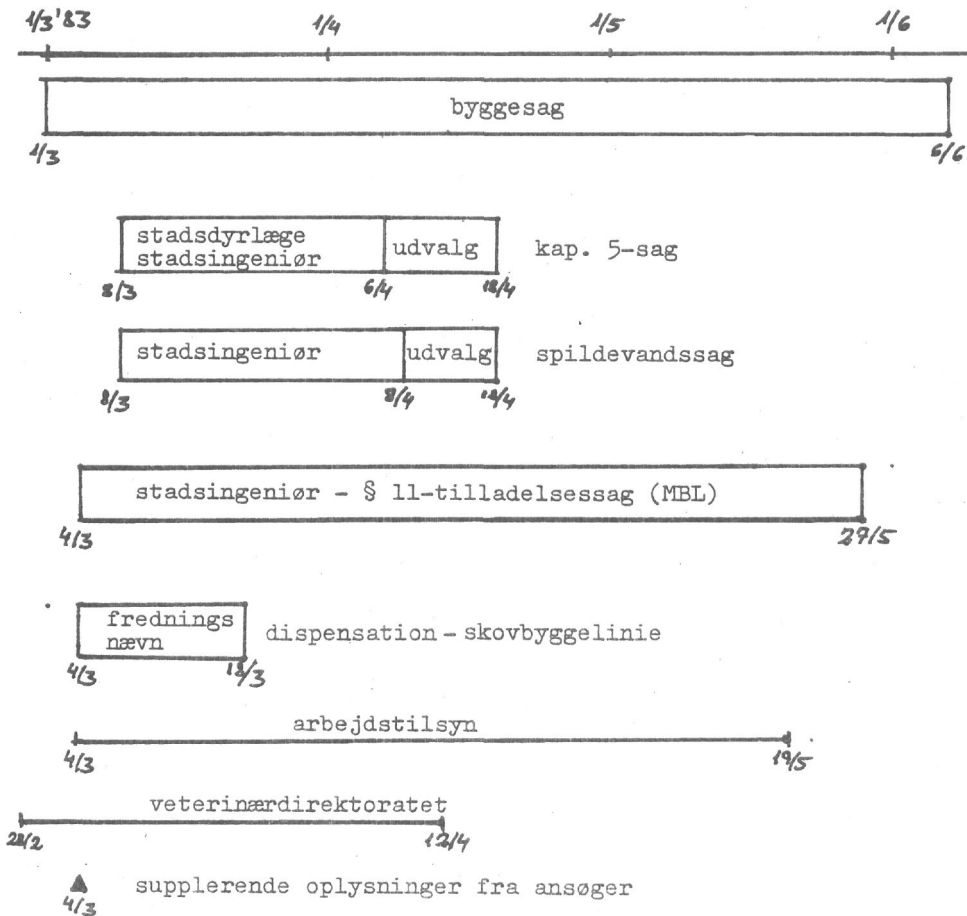 1/3'83 1/4 1/5 1/6
byggesag
1/3 6/6
stadsdyrlæge
stadsingeniør
udvalg
kap. 5-sag
8/3 6/4 18/4
stadsingeniør udvalg spildevandssag
8/3 8/4 18/4
stadsingeniør - § 11-tilladelsessag (MBL)
4/3 27/5
frednings
nævn
dispensation - skovbyggelinie
4/3 18/3
arbejdstilsyn
4/3 19/5
veterinærdirektoratet
28/2 12/4
supplerende oplysninger fra ansøger
4/3